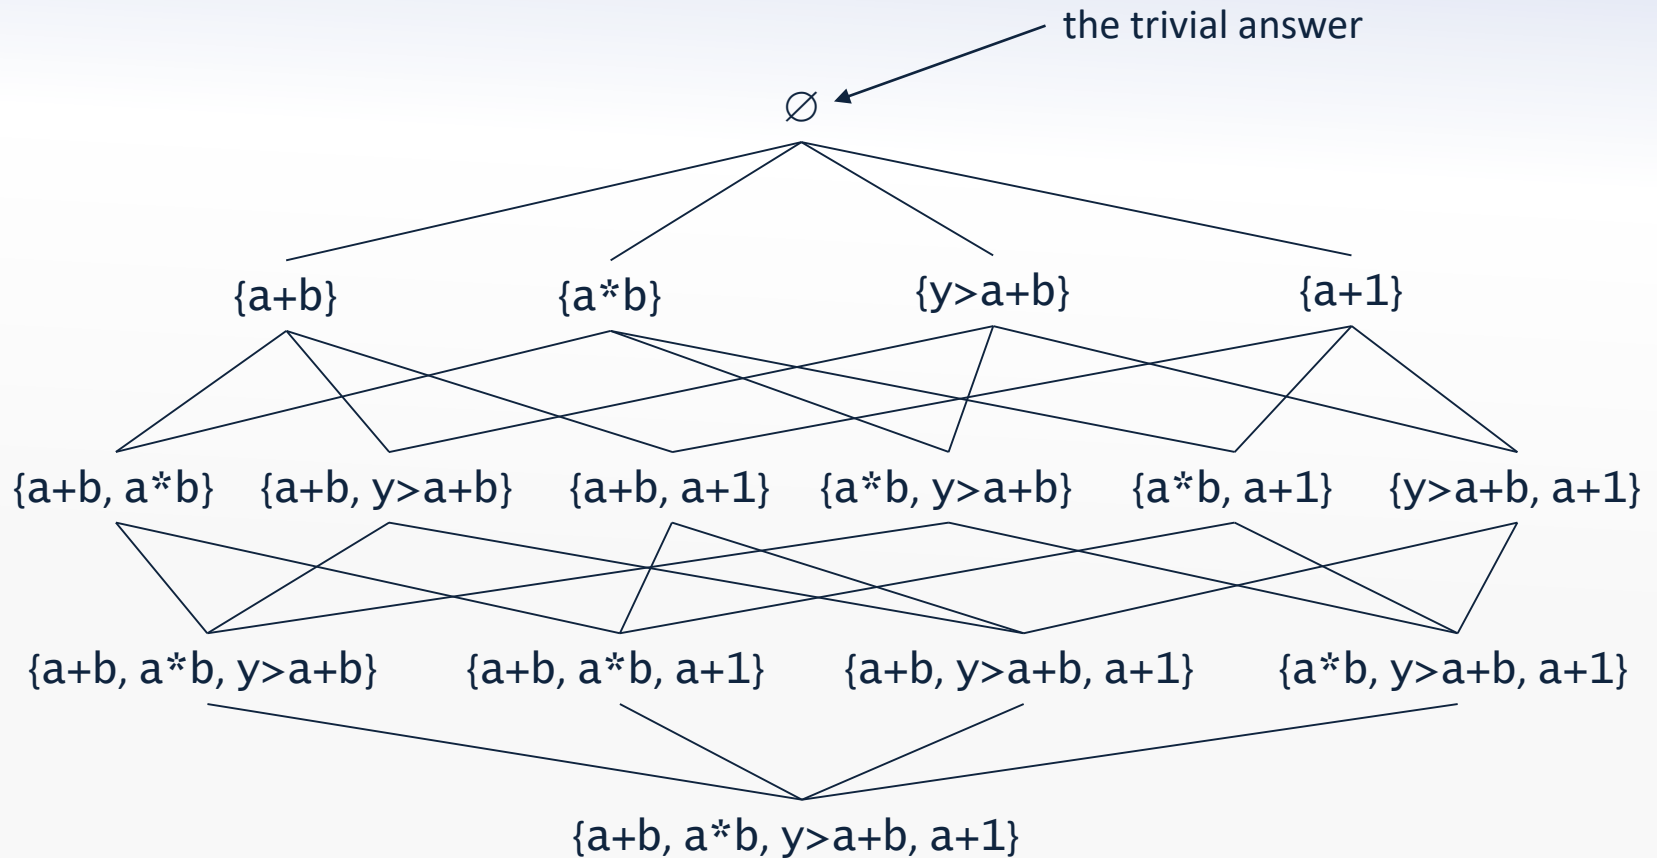 the trivial answer
∅
{a+b} {a*b} {y>a+b} {a+1}
{a+b, a*b} {a+b, y>a+b} {a+b, a+1} {a*b, y>a+b} {a*b, a+1} {y>a+b, a+1}
{a+b, a*b, y>a+b} {a+b, a*b, a+1} {a+b, y>a+b, a+1} {a*b, y>a+b, a+1}
{a+b, a*b, y>a+b, a+1}